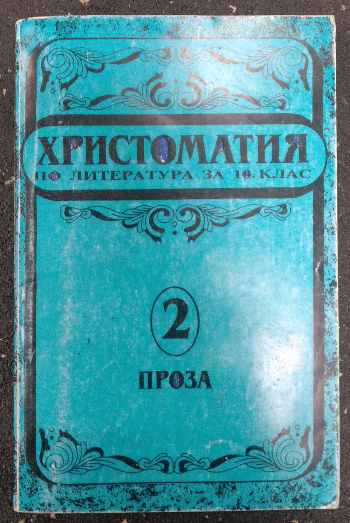 ХРИСТОМАТИЯ
ПО ЛИТЕРАТУРА ЗА 10. КЛАС
2
ПРОЗА